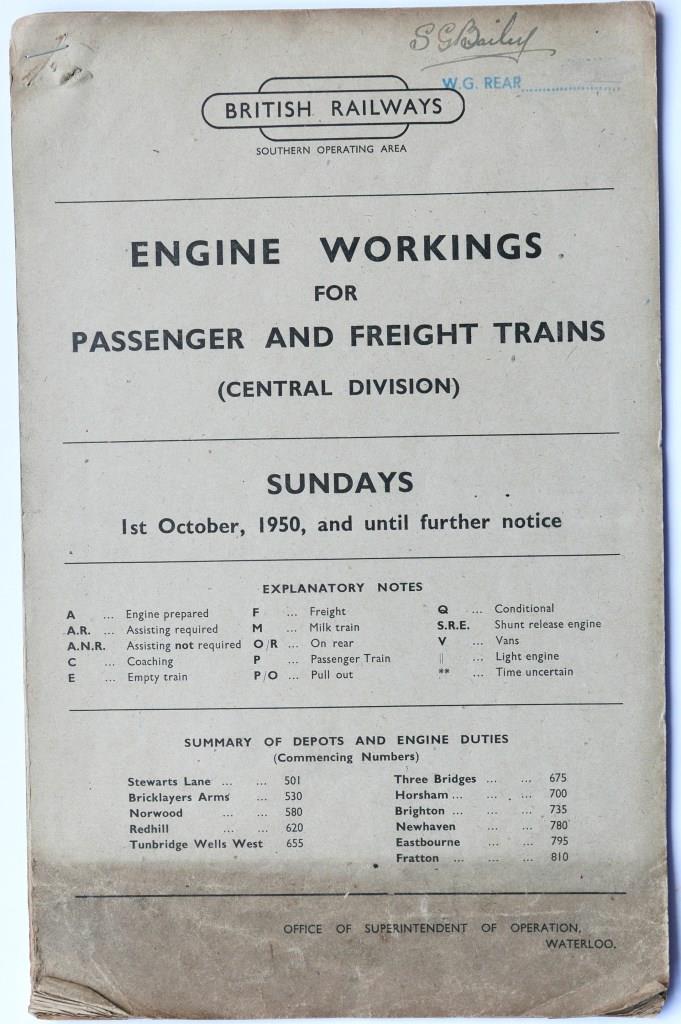 S G Bailey
W.G. REAR
BRITISH RAILWAYS
SOUTHERN OPERATING AREA
ENGINE WORKINGS
FOR
PASSENGER AND FREIGHT TRAINS
(CENTRAL DIVISION)
SUNDAYS
1st October, 1950, and until further notice
EXPLANATORY NOTES
A ... Engine prepared F ... Freight Q ... Conditional
A.R. ... Assisting required M ... Milk train S.R.E. Shunt release engine
A.N.R. Assisting not required O/R ... On rear V ... Vans
C ... Coaching P ... Passenger Train || ... Light engine
E ... Empty train P/O ... Pull out ** ... Time uncertain
SUMMARY OF DEPOTS AND ENGINE DUTIES
(Commencing Numbers)
Stewarts Lane ... ... 501 Three Bridges ... ... 675
Bricklayers Arms ... 530 Horsham ... ... 700
Norwood ... ... 580 Brighton ... ... 735
Redhill ... ... 620 Newhaven ... ... 780
Tunbridge Wells West 655 Eastbourne ... ... 795
Fratton ... ... 810
OFFICE OF SUPERINTENDENT OF OPERATION,
WATERLOO.